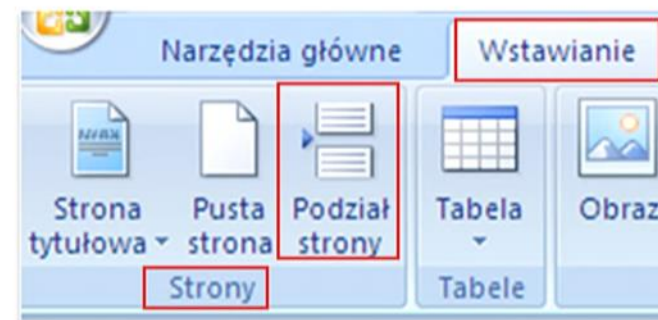 Narzędzia główne Wstawianie
Strona tytułowa
Pusta strona
Podział strony
Tabela
Obraz
Strony
Tabele